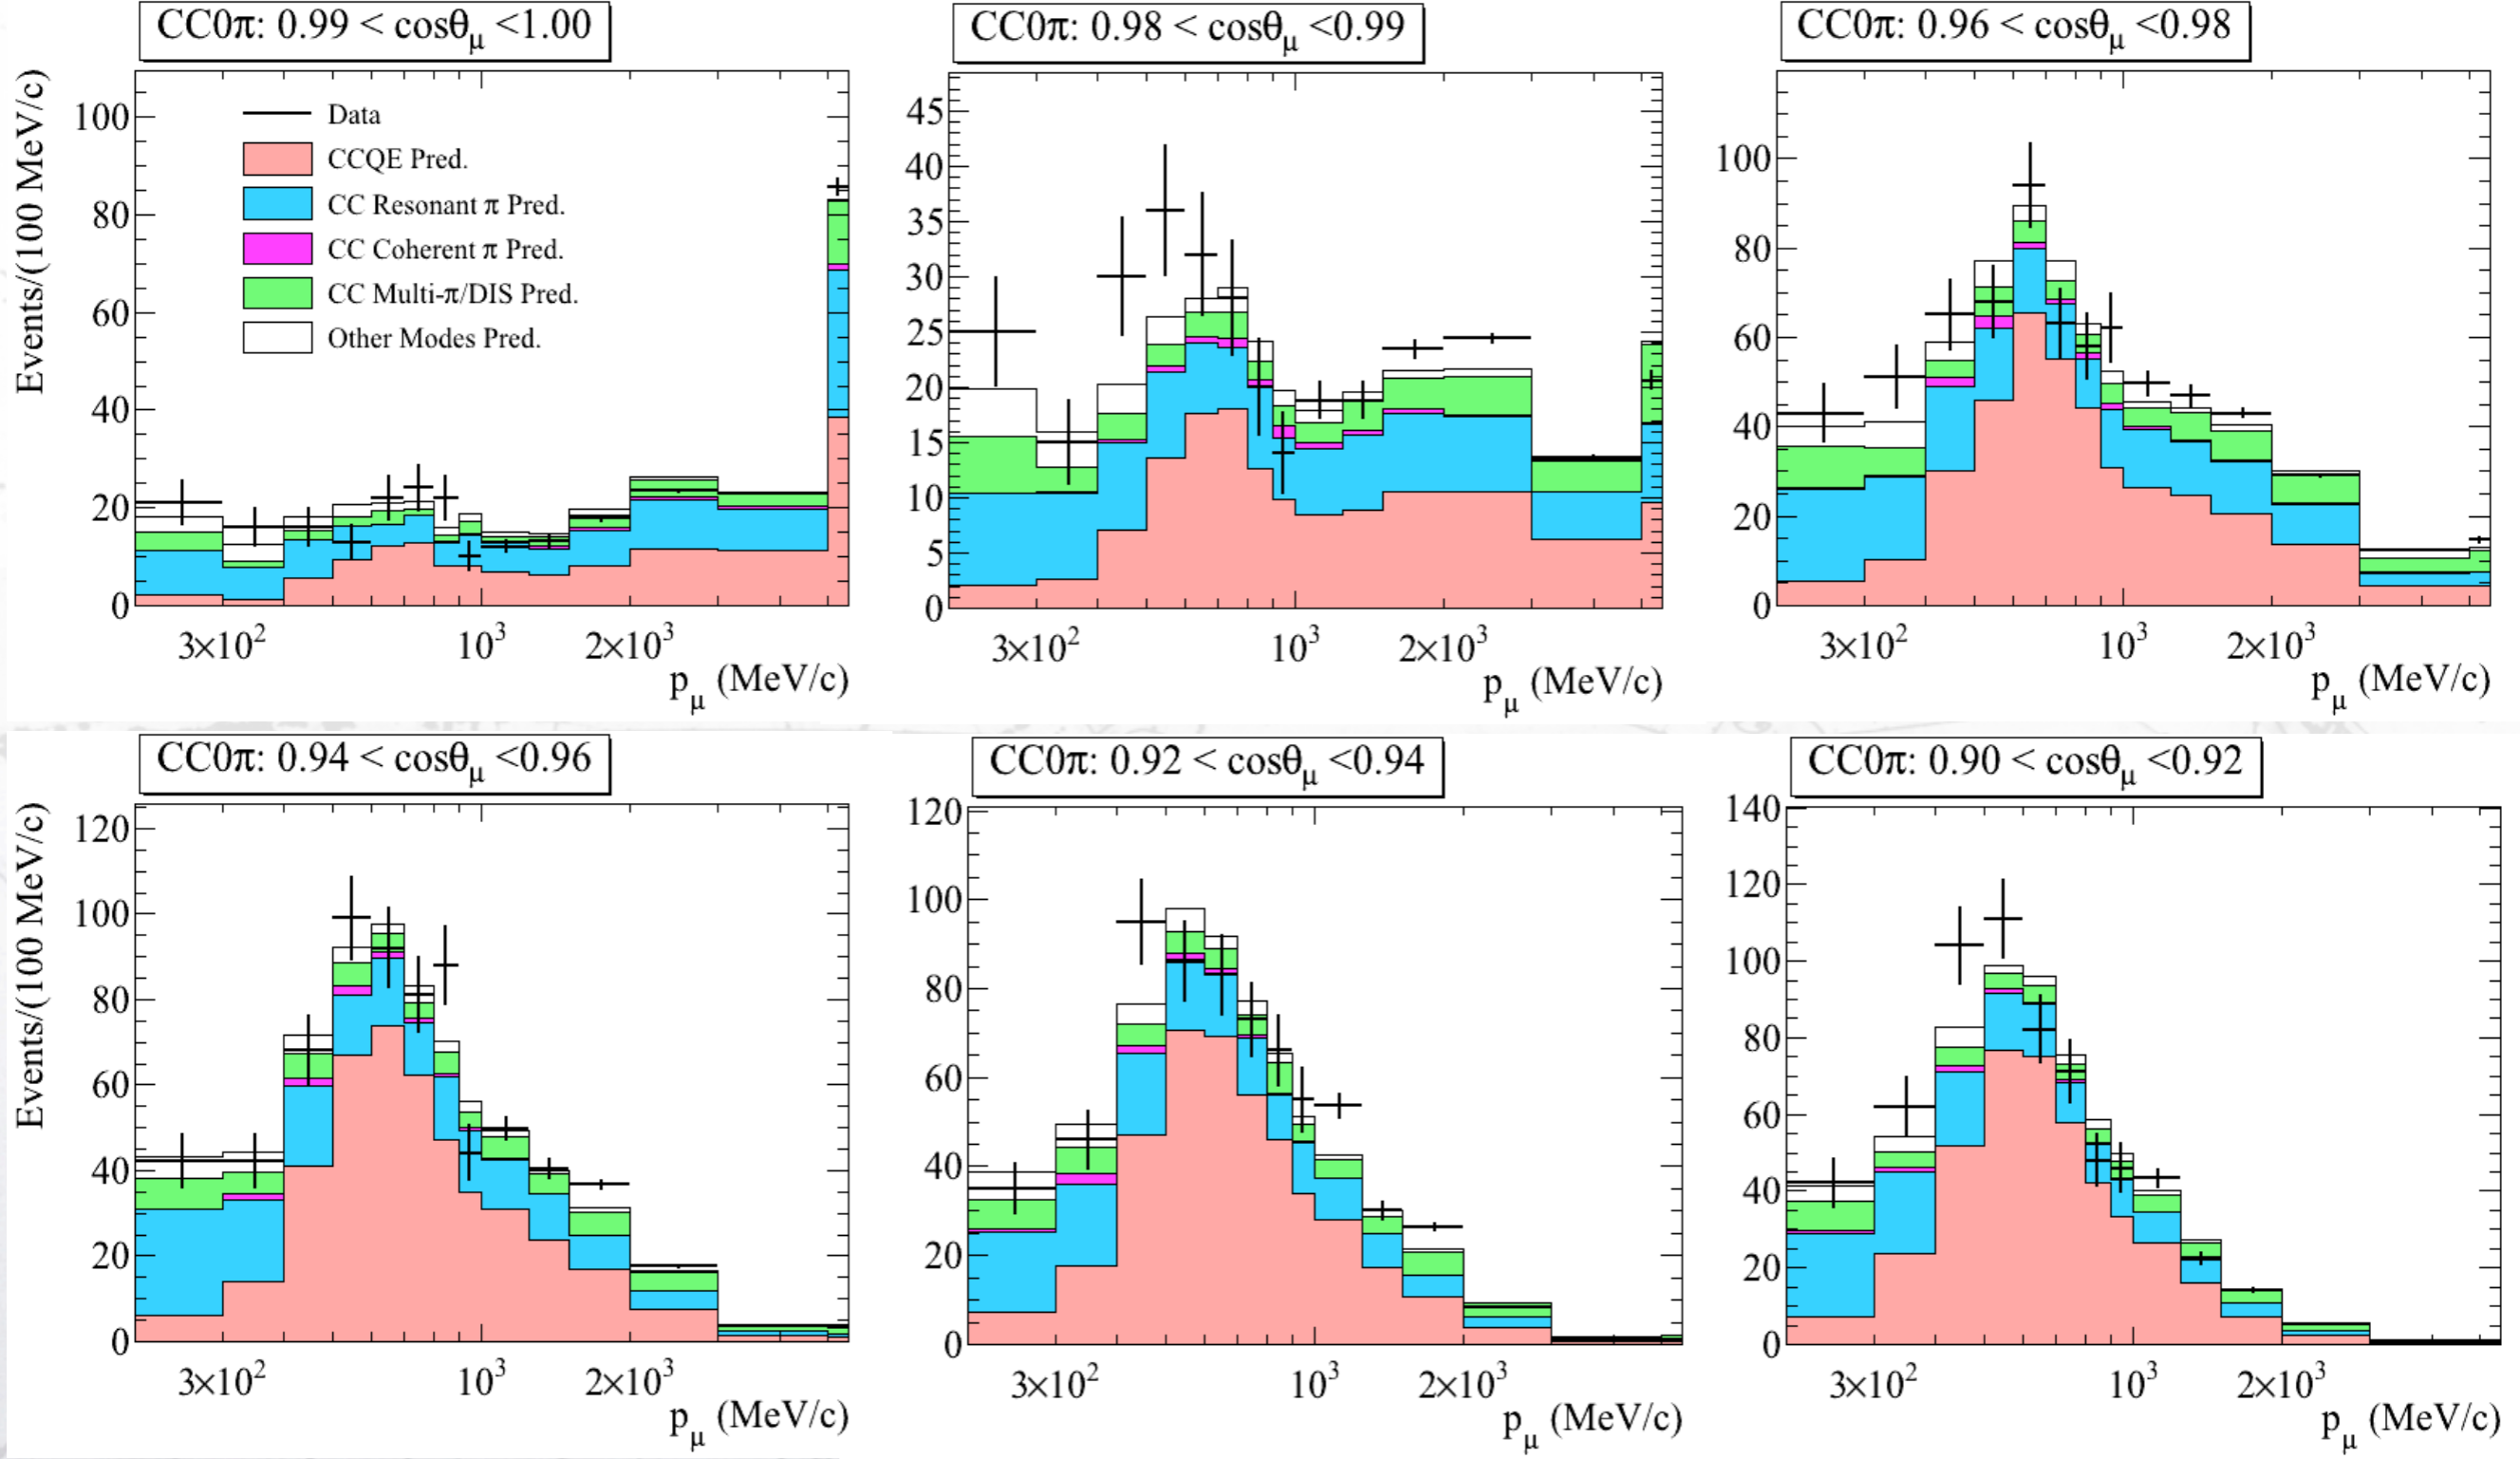 CC0π: 0.99 < cosθμ <1.00
Events/(100 MeV/c)
100
80
60
40
20
0
Data
CCQE Pred.
CC Resonant π Pred.
CC Coherent π Pred.
CC Multi-π/DIS Pred.
Other Modes Pred.
3×10² 10³ 2×10³
pμ (MeV/c)
CC0π: 0.98 < cosθμ <0.99
45
40
35
30
25
20
15
10
5
0
3×10² 10³ 2×10³
pμ (MeV/c)
CC0π: 0.96 < cosθμ <0.98
100
80
60
40
20
0
3×10² 10³ 2×10³
pμ (MeV/c)
CC0π: 0.94 < cosθμ <0.96
Events/(100 MeV/c)
120
100
80
60
40
20
0
3×10² 10³ 2×10³
pμ (MeV/c)
CC0π: 0.92 < cosθμ <0.94
120
100
80
60
40
20
0
3×10² 10³ 2×10³
pμ (MeV/c)
CC0π: 0.90 < cosθμ <0.92
140
120
100
80
60
40
20
0
3×10² 10³ 2×10³
pμ (MeV/c)